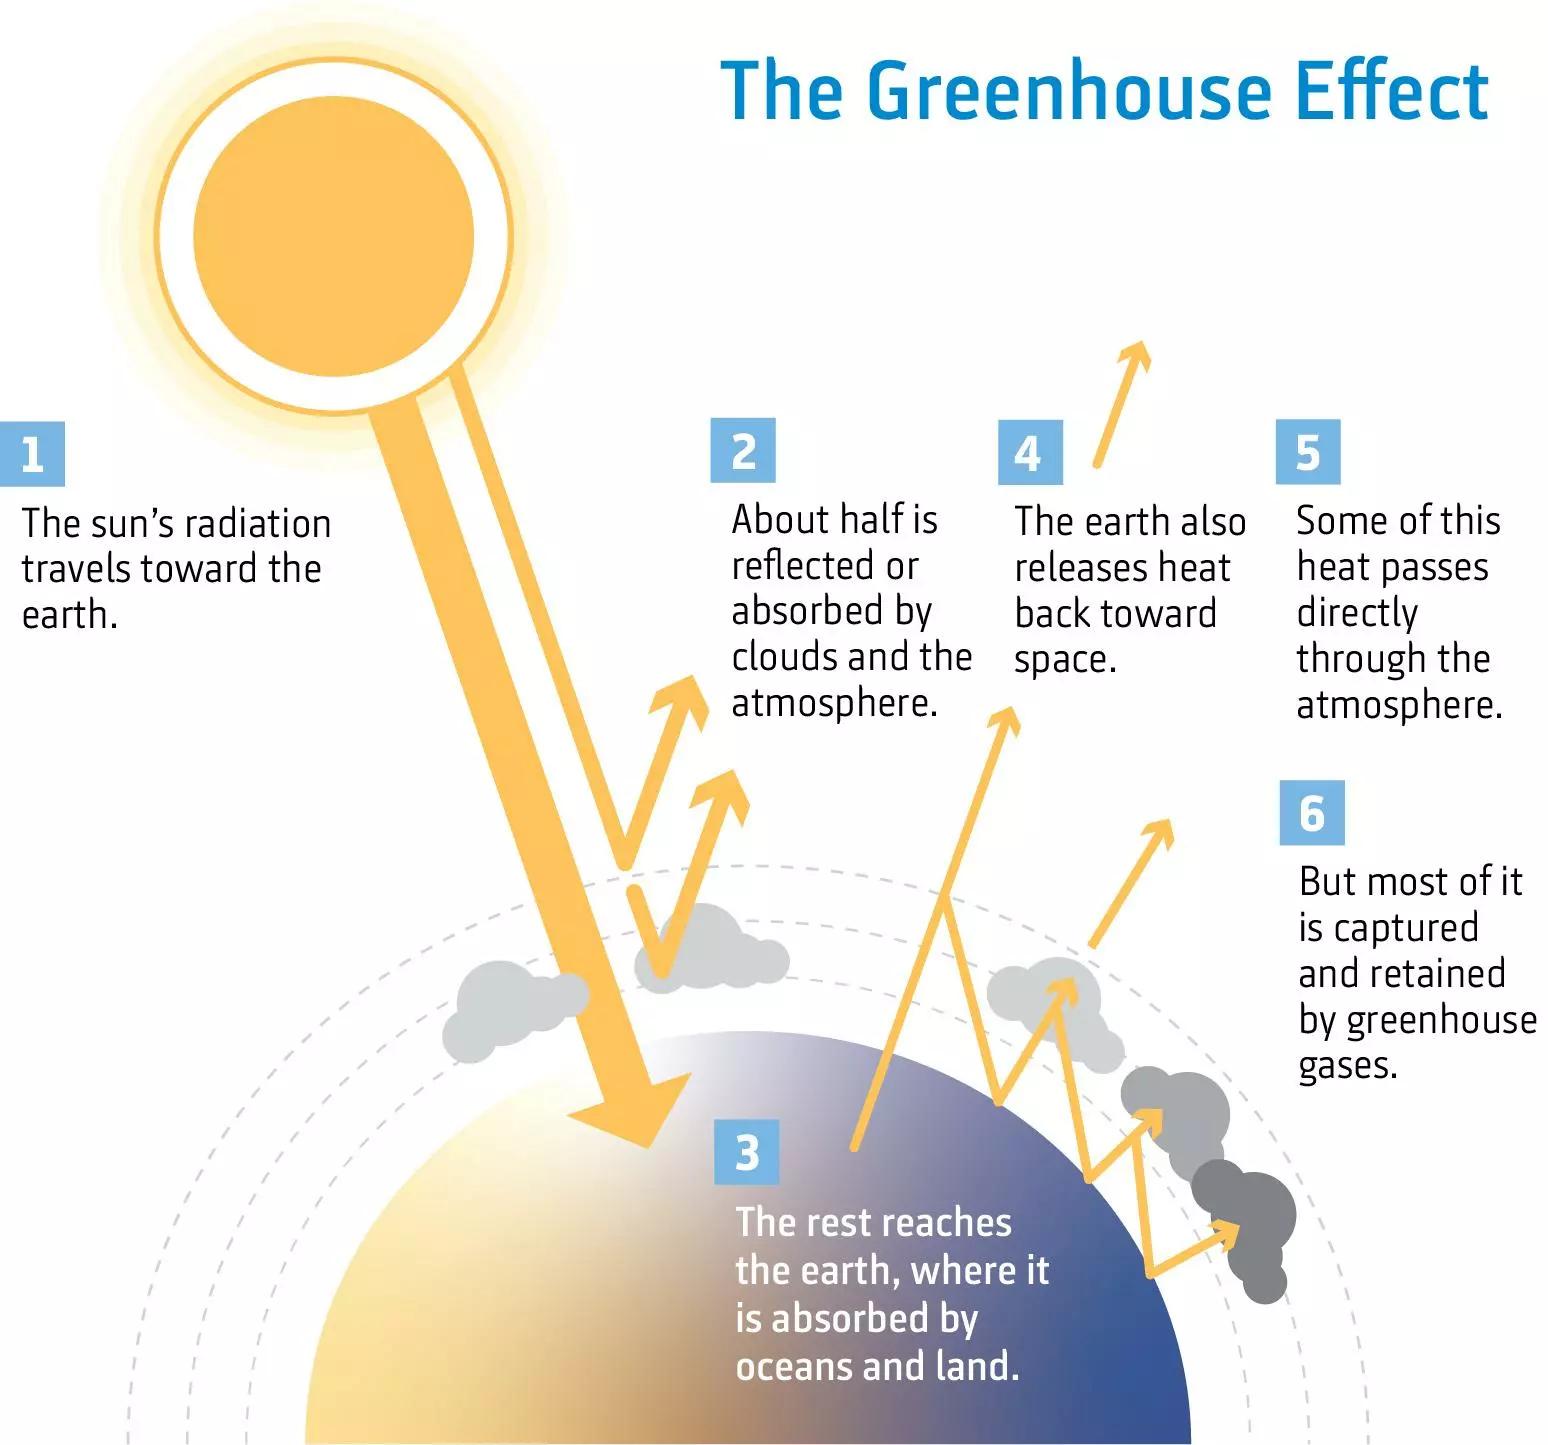 The Greenhouse Effect
1
The sun’s radiation
travels toward the
earth.
2
About half is
reflected or
absorbed by
clouds and the
atmosphere.
3
The rest reaches
the earth, where it
is absorbed by
oceans and land.
4
The earth also
releases heat
back toward
space.
5
Some of this
heat passes
directly
through the
atmosphere.
6
But most of it
is captured
and retained
by greenhouse
gases.